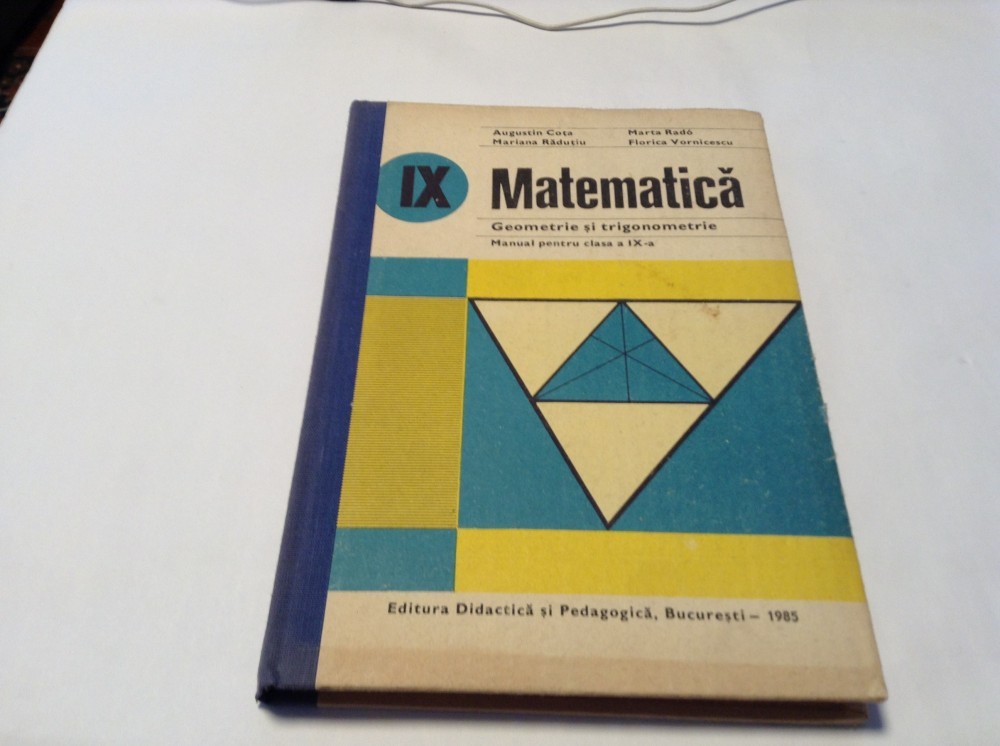 Augustin Coța Marta Radó
Mariana Răduțiu Florica Vornicescu
IX Matematică
Geometrie și trigonometrie
Manual pentru clasa a IX-a
Editura Didactică și Pedagogică, București – 1985